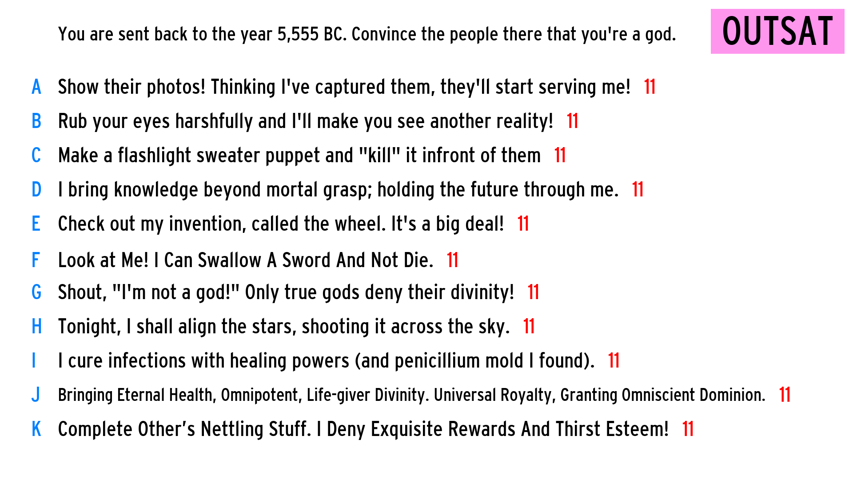 You are sent back to the year 5,555 BC. Convince the people there that you're a god. OUTSAT
A Show their photos! Thinking I've captured them, they'll start serving me! 11
B Rub your eyes harshfully and I'll make you see another reality! 11
C Make a flashlight sweater puppet and "kill" it infront of them 11
D I bring knowledge beyond mortal grasp; holding the future through me. 11
E Check out my invention, called the wheel. It's a big deal! 11
F Look at Me! I Can Swallow A Sword And Not Die. 11
G Shout, "I'm not a god!" Only true gods deny their divinity! 11
H Tonight, I shall align the stars, shooting it across the sky. 11
I I cure infections with healing powers (and penicillium mold I found). 11
J Bringing Eternal Health, Omnipotent, Life-giver Divinity. Universal Royalty, Granting Omniscient Dominion. 11
K Complete Other’s Nettling Stuff. I Deny Exquisite Rewards And Thirst Esteem! 11